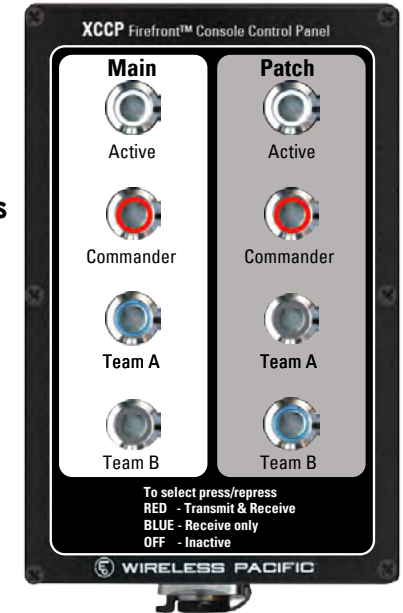 XCCP Firefront™ Console Control Panel
Main
Patch
Active
Active
s
Commander
Commander
Team A
Team A
Team B
Team B
To select press/repress
RED - Transmit & Receive
BLUE - Receive only
OFF - Inactive
WIRELESS PACIFIC